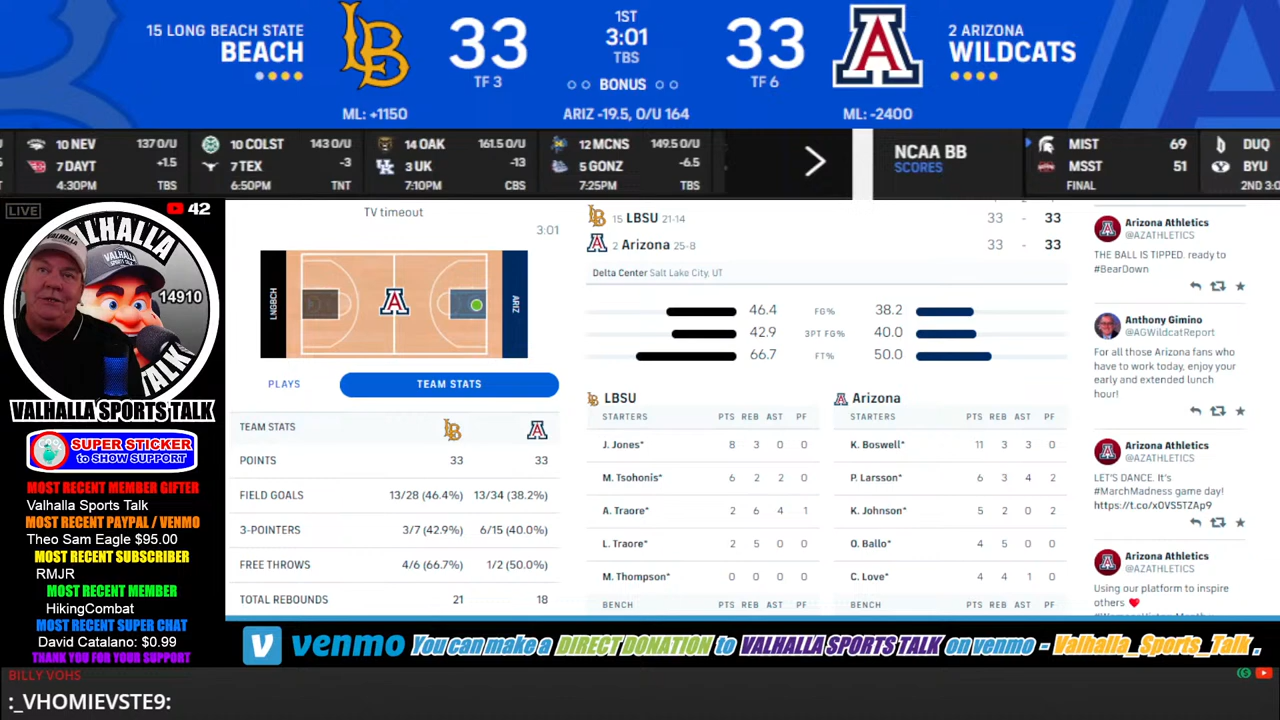 15 LONG BEACH STATE
BEACH
LB
33
TF 3
ML: +1150
1ST
3:01
TBS
BONUS
ARIZ -19.5, O/U 164
33
TF 6
A
2 ARIZONA
WILDCATS
ML: -2400
10 NEV 137 O/U
7 DAYT +1.5
4:30PM TBS
10 COLST 143 O/U
7 TEX -3
6:50PM TNT
14 OAK 161.5 O/U
3 UK -13
7:10PM CBS
12 MCNS 149.5 O/U
5 GONZ -6.5
7:25PM TBS
NCAA BB
SCORES
MIST 69
MSST 51
FINAL
DUQ
BYU
2ND 3:0
LIVE
42
VALHALLA
VALHALLA
14910
TALK
VALHALLA SPORTS TALK
SUPER STICKER
to SHOW SUPPORT
MOST RECENT MEMBER GIFTER
Valhalla Sports Talk
MOST RECENT PAYPAL / VENMO
Theo Sam Eagle $95.00
MOST RECENT SUBSCRIBER
RMJR
MOST RECENT MEMBER
HikingCombat
MOST RECENT SUPER CHAT
David Catalano: $0.99
THANK YOU FOR YOUR SUPPORT
TV timeout
3:01
LNGBCH
A
ARIZ
PLAYS
TEAM STATS
TEAM STATS
POINTS 33 33
FIELD GOALS 13/28 (46.4%) 13/34 (38.2%)
3-POINTERS 3/7 (42.9%) 6/15 (40.0%)
FREE THROWS 4/6 (66.7%) 1/2 (50.0%)
TOTAL REBOUNDS 21 18
15 LBSU 21-14 33 - 33
2 Arizona 25-8 33 - 33
Delta Center Salt Lake City, UT
46.4 FG% 38.2
42.9 3PT FG% 40.0
66.7 FT% 50.0
LBSU
STARTERS PTS REB AST PF
J. Jones* 8 3 0 0
M. Tsohonis* 6 2 2 0
A. Traore* 2 6 4 1
L. Traore* 2 5 0 0
M. Thompson* 0 0 0 0
BENCH PTS REB AST PF
Arizona
STARTERS PTS REB AST PF
K. Boswell* 11 3 3 0
P. Larsson* 6 3 4 2
K. Johnson* 5 2 0 2
O. Ballo* 4 5 0 0
C. Love* 4 4 1 0
BENCH PTS REB AST PF
Arizona Athletics
@AZATHLETICS
THE BALL IS TIPPED. ready to
#BearDown
Anthony Gimino
@AGWildcatReport
For all those Arizona fans who
have to work today, enjoy your
early and extended lunch
hour!
Arizona Athletics
@AZATHLETICS
LET'S DANCE. It's
#MarchMadness game day!
https://t.co/xOVS5TZAp9
Arizona Athletics
@AZATHLETICS
Using our platform to inspire
others
venmo You can make a DIRECT DONATION to VALHALLA SPORTS TALK on venmo - Valhalla_Sports_Talk .
BILLY VOHS
:_VHOMIEVSTE9: